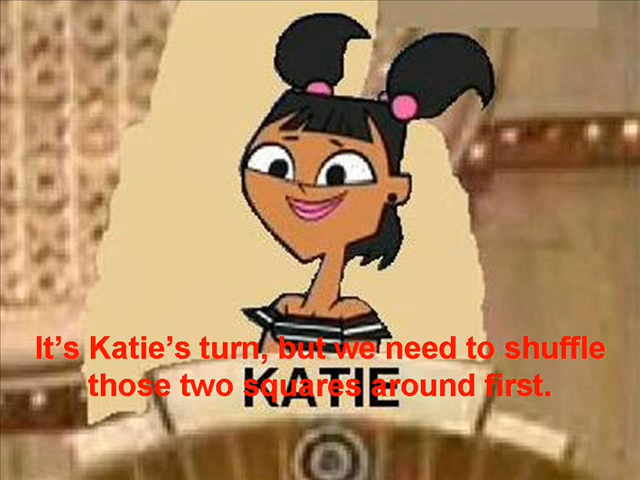 It's Katie's turn, but we need to shuffle
those two squares around first.
KATIE